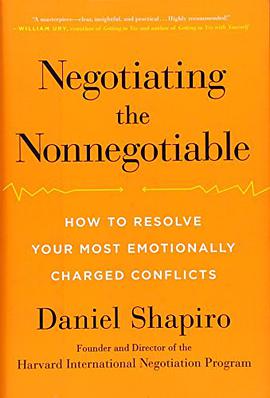 "A masterpiece—clear, insightful, and practical... Highly recommended!"
—WILLIAM URY, coauthor of Getting to Yes and author of Getting to Yes with Yourself
Negotiating
the
Nonnegotiable
HOW TO RESOLVE
YOUR MOST EMOTIONALLY
CHARGED CONFLICTS
Daniel Shapiro
Founder and Director of the
Harvard International Negotiation Program